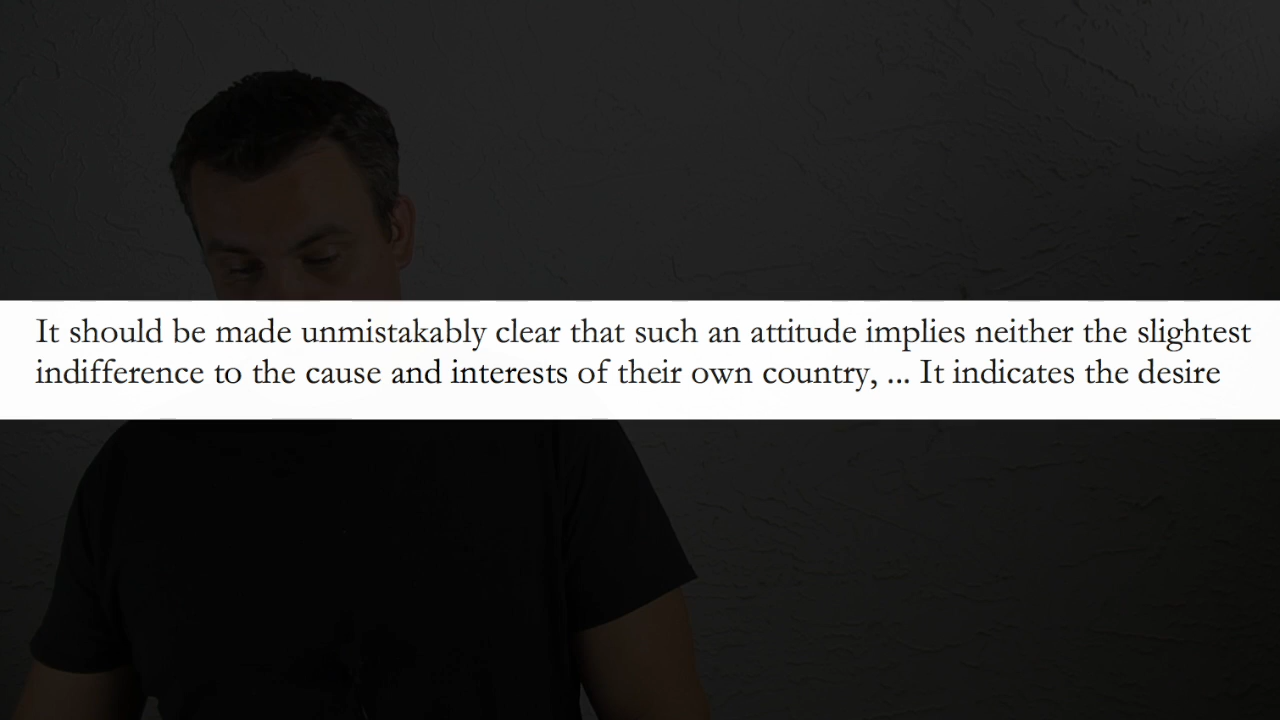 It should be made unmistakably clear that such an attitude implies neither the slightest
indifference to the cause and interests of their own country, ... It indicates the desire